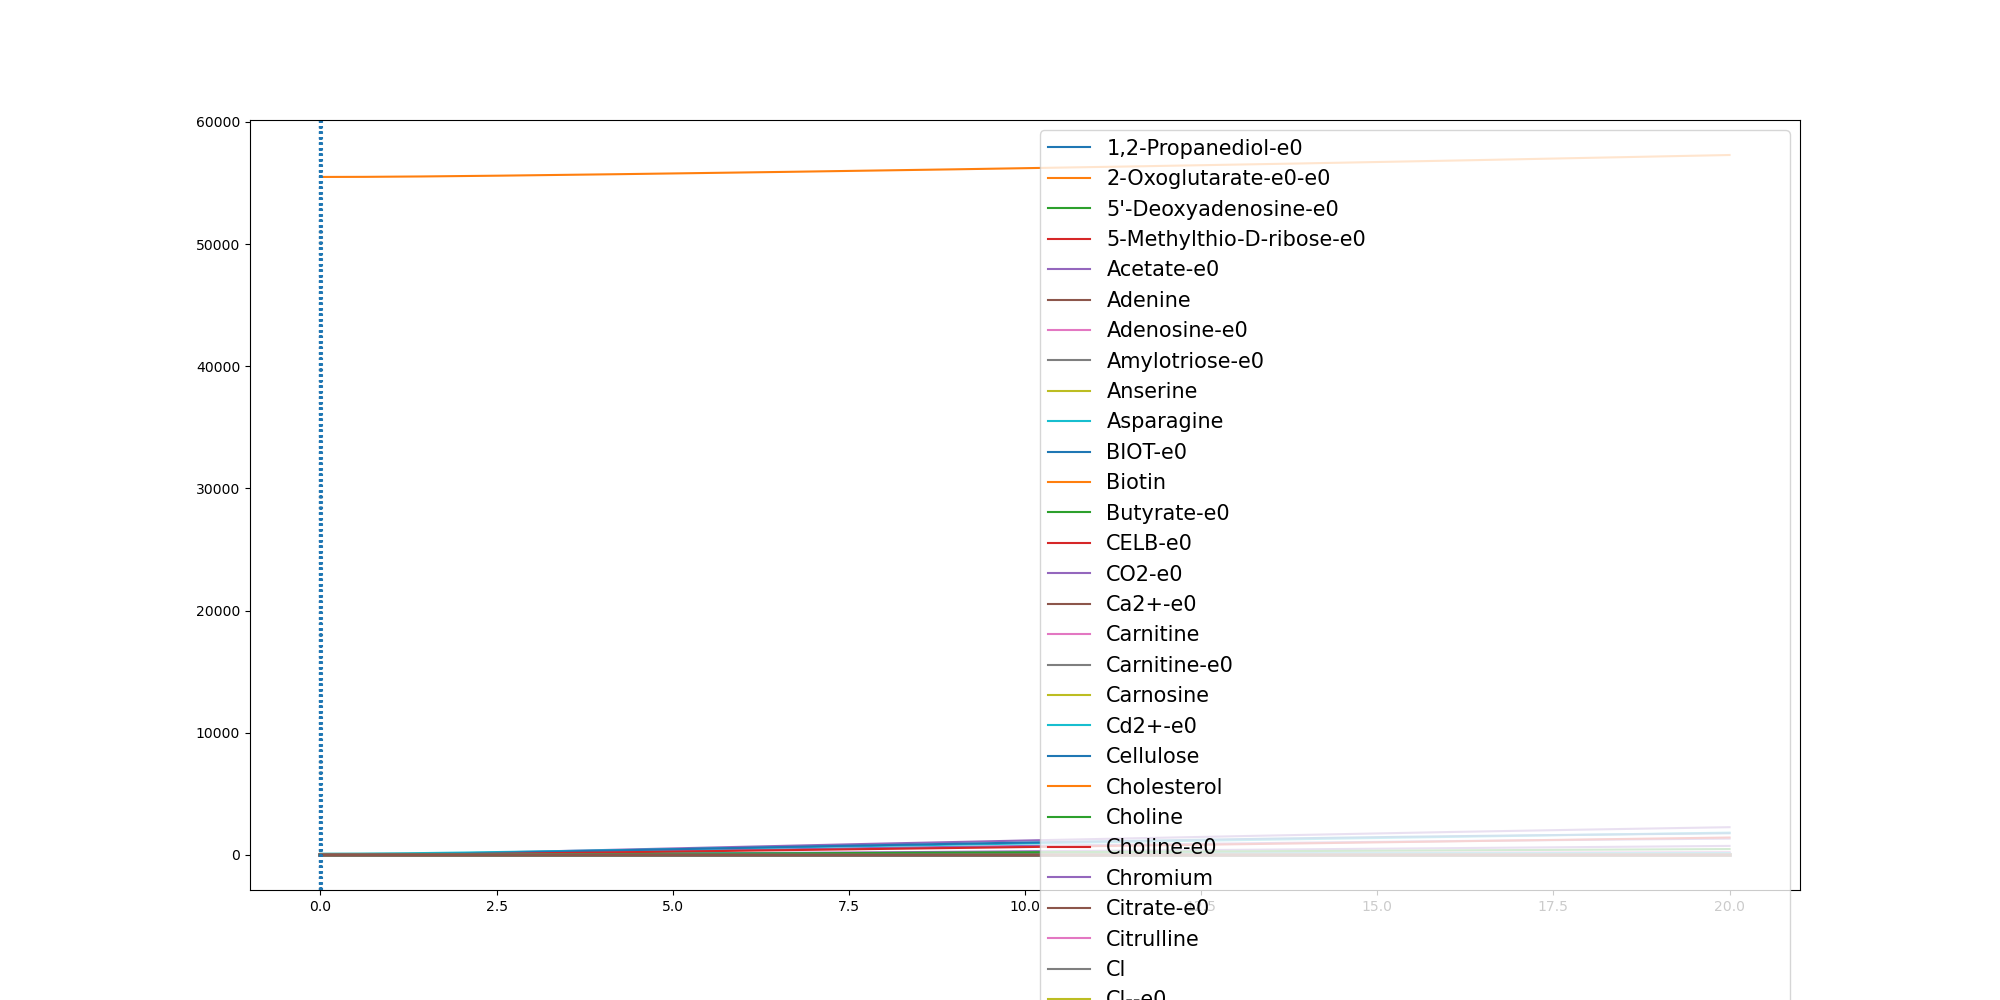 60000
50000
40000
30000
20000
10000
0
0.0 2.5 5.0 7.5 10.0 15.0 17.5 20.0
1,2-Propanediol-e0
2-Oxoglutarate-e0-e0
5'-Deoxyadenosine-e0
5-Methylthio-D-ribose-e0
Acetate-e0
Adenine
Adenosine-e0
Amylotriose-e0
Anserine
Asparagine
BIOT-e0
Biotin
Butyrate-e0
CELB-e0
CO2-e0
Ca2+-e0
Carnitine
Carnitine-e0
Carnosine
Cd2+-e0
Cellulose
Cholesterol
Choline
Choline-e0
Chromium
Citrate-e0
Citrulline
Cl
Cl--e0